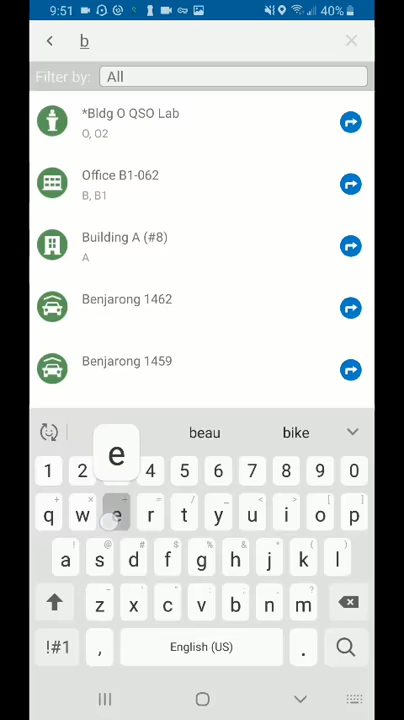 9:51 40%
b
Filter by: All
*Bldg O QSO Lab
O, O2
Office B1-062
B, B1
Building A (#8)
A
Benjarong 1462
Benjarong 1459
e beau bike
1 2 4 5 6 7 8 9 0
q w e r t y u i o p
a s d f g h j k l
z x c v b n m
!#1 , English (US) .